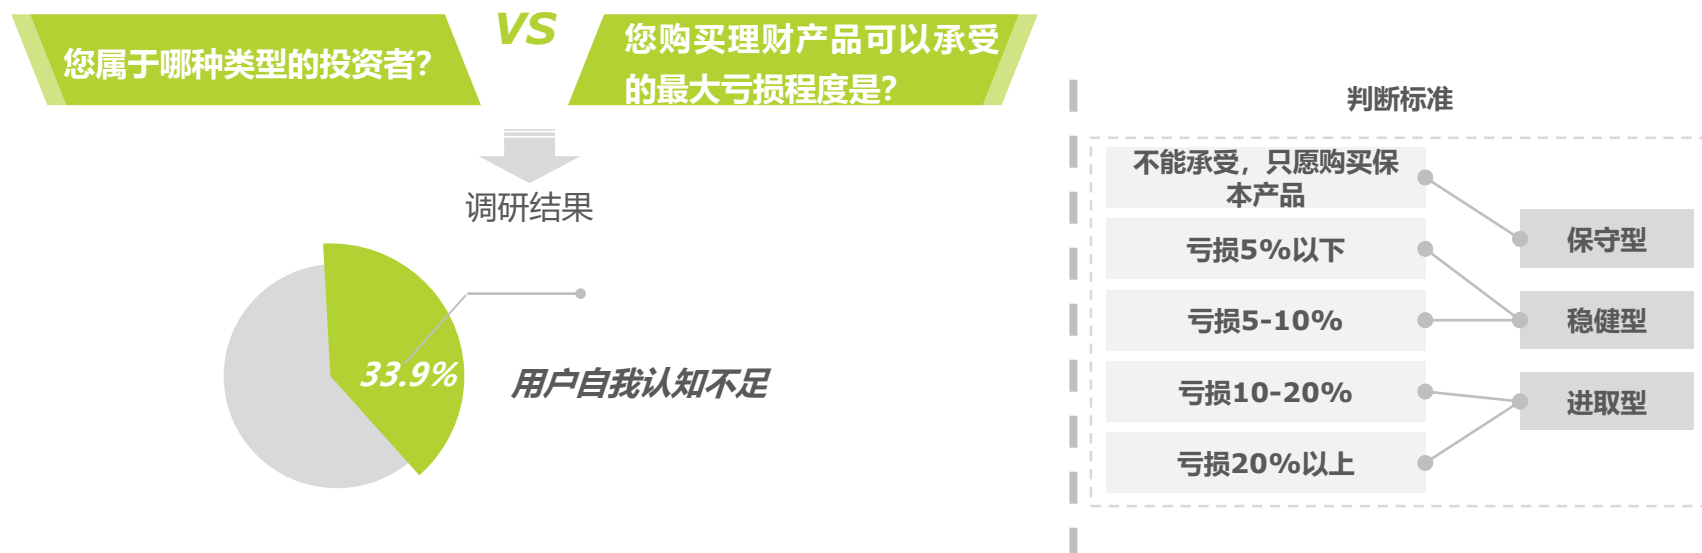 您属于哪种类型的投资者？
VS
您购买理财产品可以承受
的最大亏损程度是？
调研结果
33.9%
用户自我认知不足
判断标准
不能承受，只愿购买保
本产品
亏损5%以下
亏损5-10%
亏损10-20%
亏损20%以上
保守型
稳健型
进取型